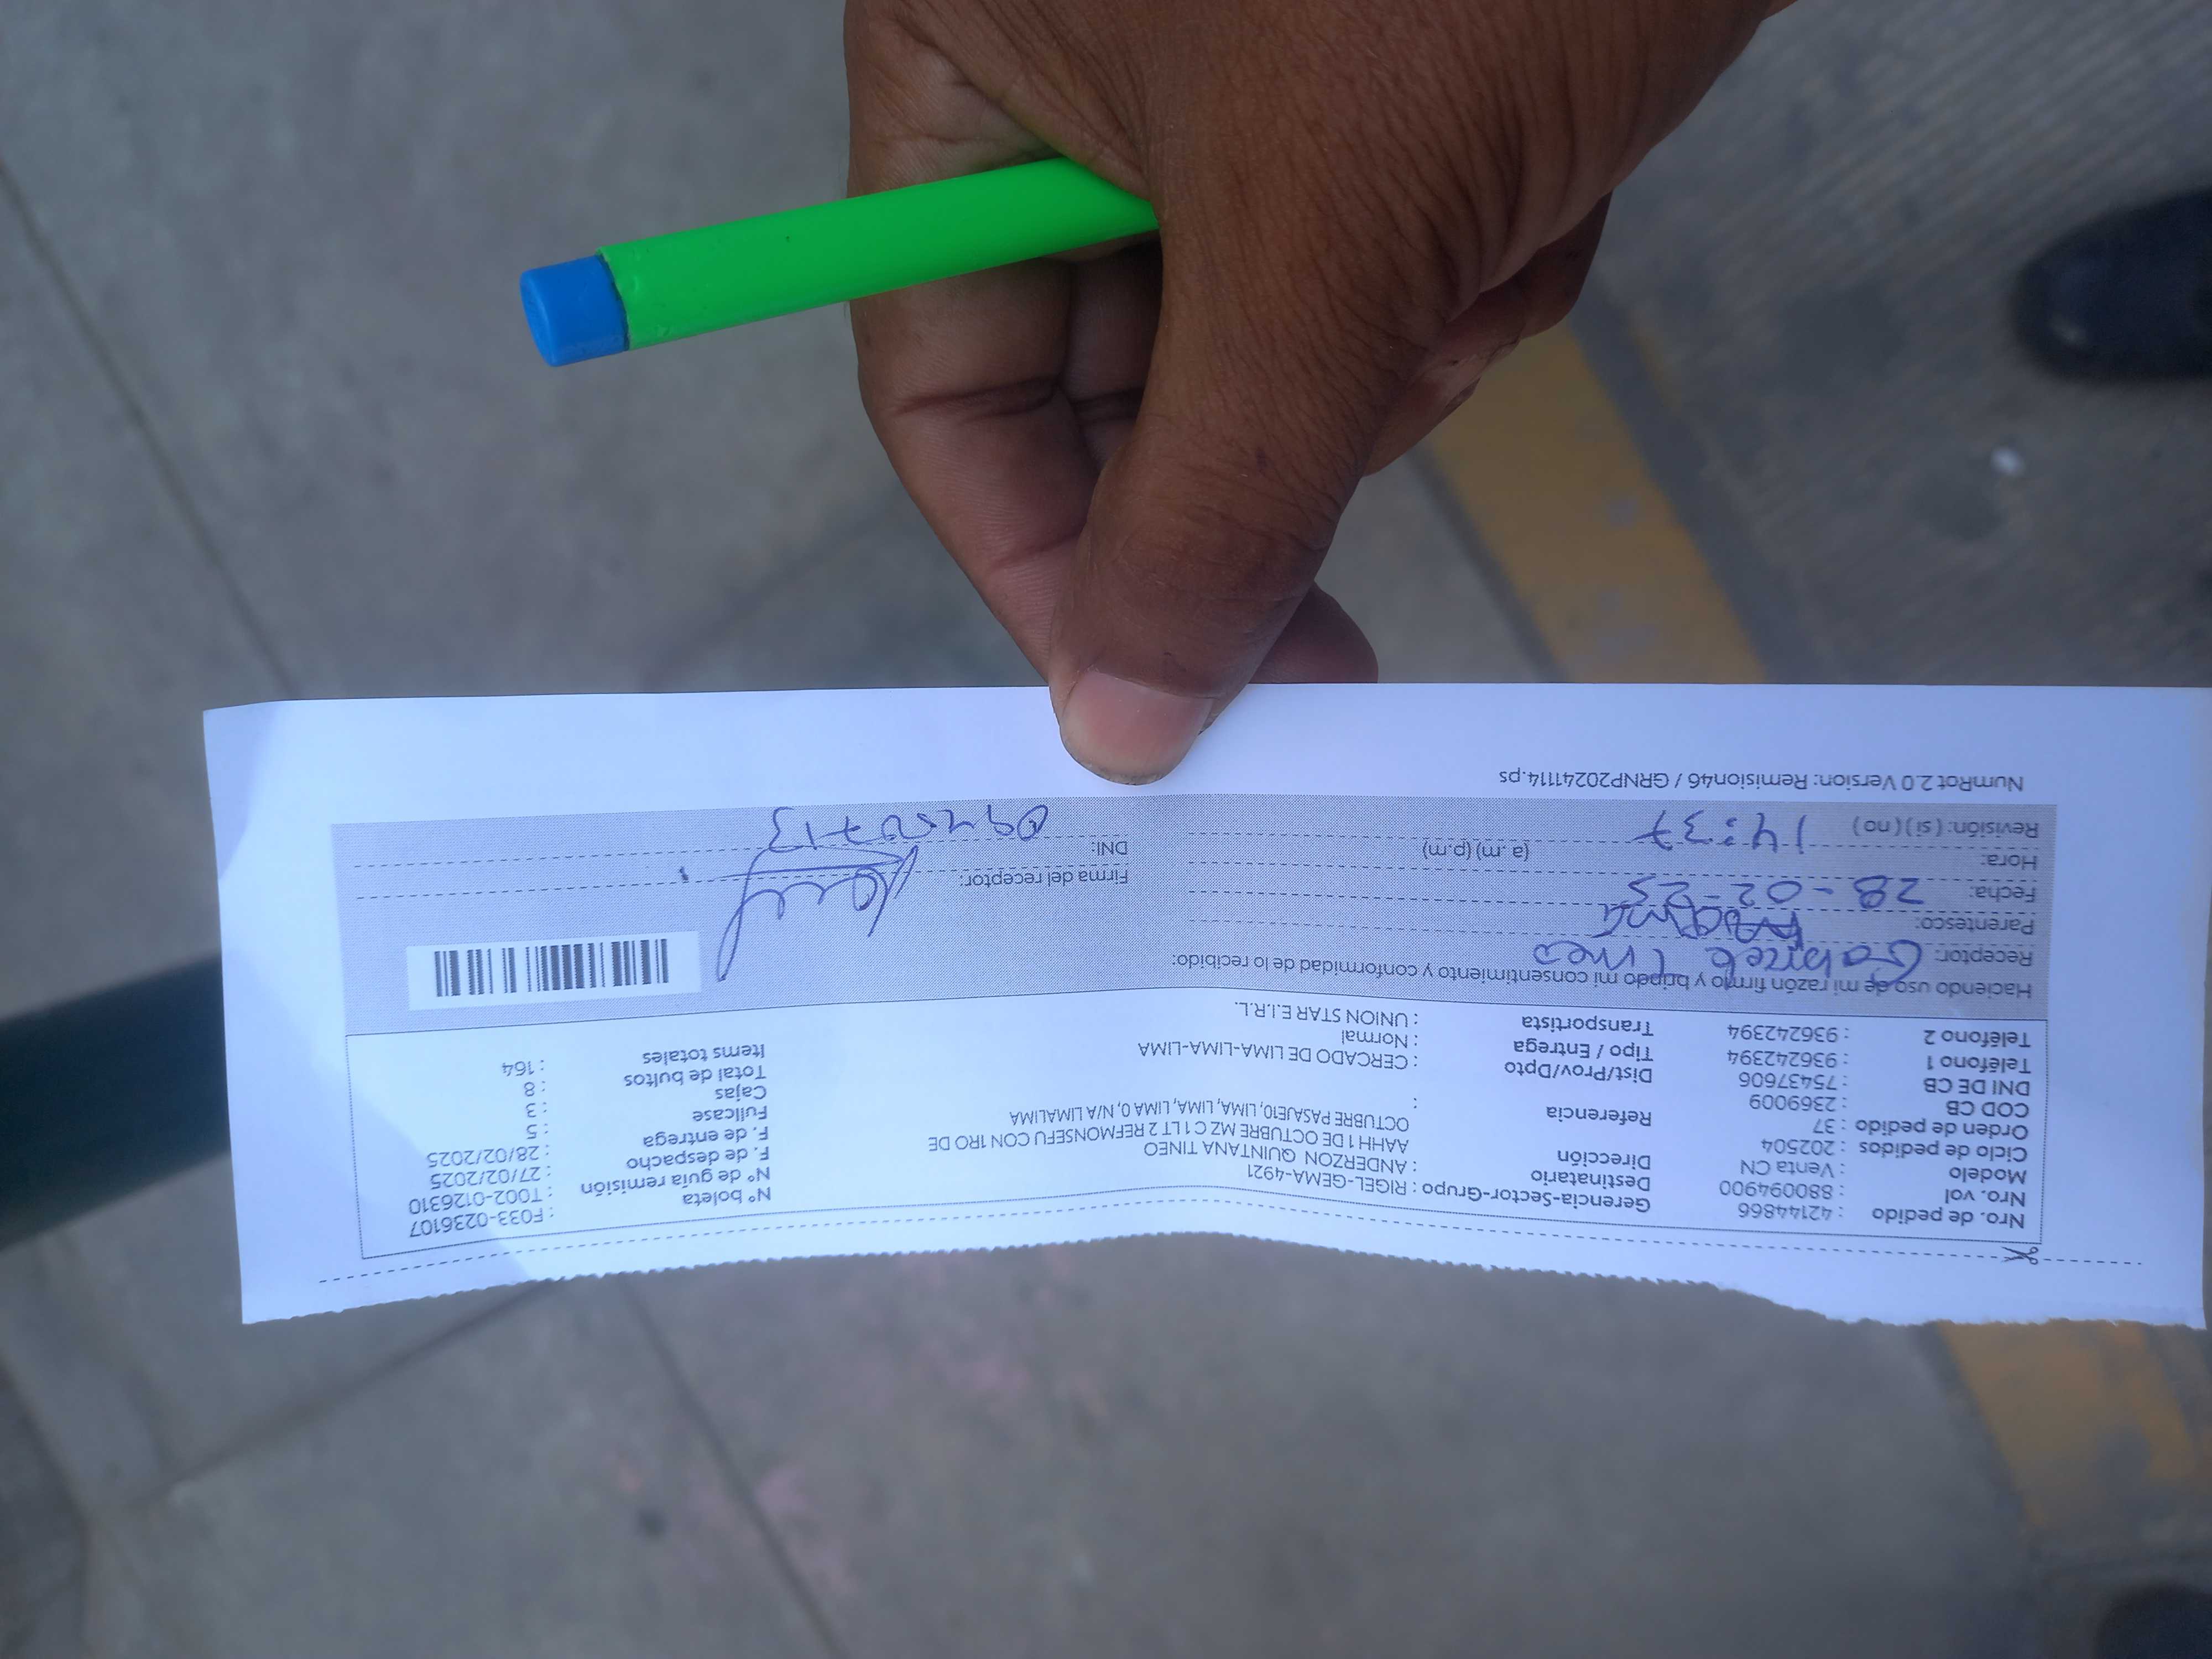 Nro. de pedido : 42144866
Nro. vol : 880094900
Modelo : Venta CN
Ciclo de pedidos : 202504
Orden de pedido : 37
COD CB : 2369009
DNI DE CB : 75437606
Teléfono 1 : 936242394
Teléfono 2 : 936242394
Gerencia-Sector-Grupo : RIGEL-GEMA-4921
Destinatario : ANDERZON QUINTANA TINEO
Dirección AAHH 1 DE OCTUBRE MZ C 1 LT 2 REFMONSEFU CON 1RO DE
OCTUBRE PASAJE10, LIMA, LIMA, LIMA 0, N/A LIMALIMA
Referencia :
Dist/Prov/Dpto : CERCADO DE LIMA-LIMA-LIMA
Tipo / Entrega : Normal
Transportista : UNION STAR E.I.R.L.
Nº boleta : F033-0236107
Nº de guía remisión : T002-0126310
F. de despacho : 27/02/2025
F. de entrega : 28/02/2025
Fullcase : 5
Cajas : 3
Total de bultos : 8
Items totales : 164
Haciendo uso de mi razón firmo y brindo mi consentimiento y conformidad de lo recibido:
Receptor: Gabriel
Parentesco:
Fecha: 28-02-25
Hora: 14:37 (a.m) (p.m)
Revisión: (si) (no)
Firma del receptor:
DNI:
NumRot 2.0 Version: Remision46 / GRNP20241114.ps